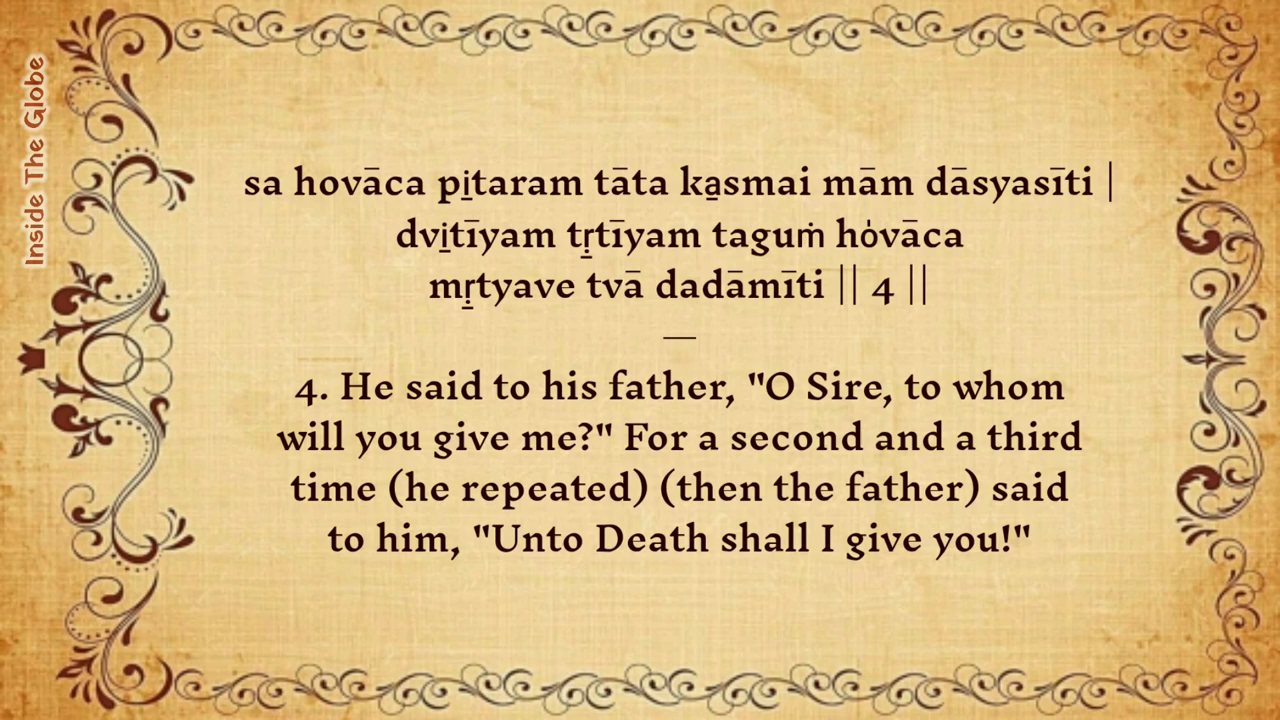 Inside The Globe
sa hovāca pi̱taram tāta ka̱smai mām dāsyasīti |
dvi̱tīyam tṛ̱tīyam taguṁ ho̍vāca
mṛ̱tyave tvā dadāmīti || 4 ||
—
4. He said to his father, "O Sire, to whom
will you give me?" For a second and a third
time (he repeated) (then the father) said
to him, "Unto Death shall I give you!"